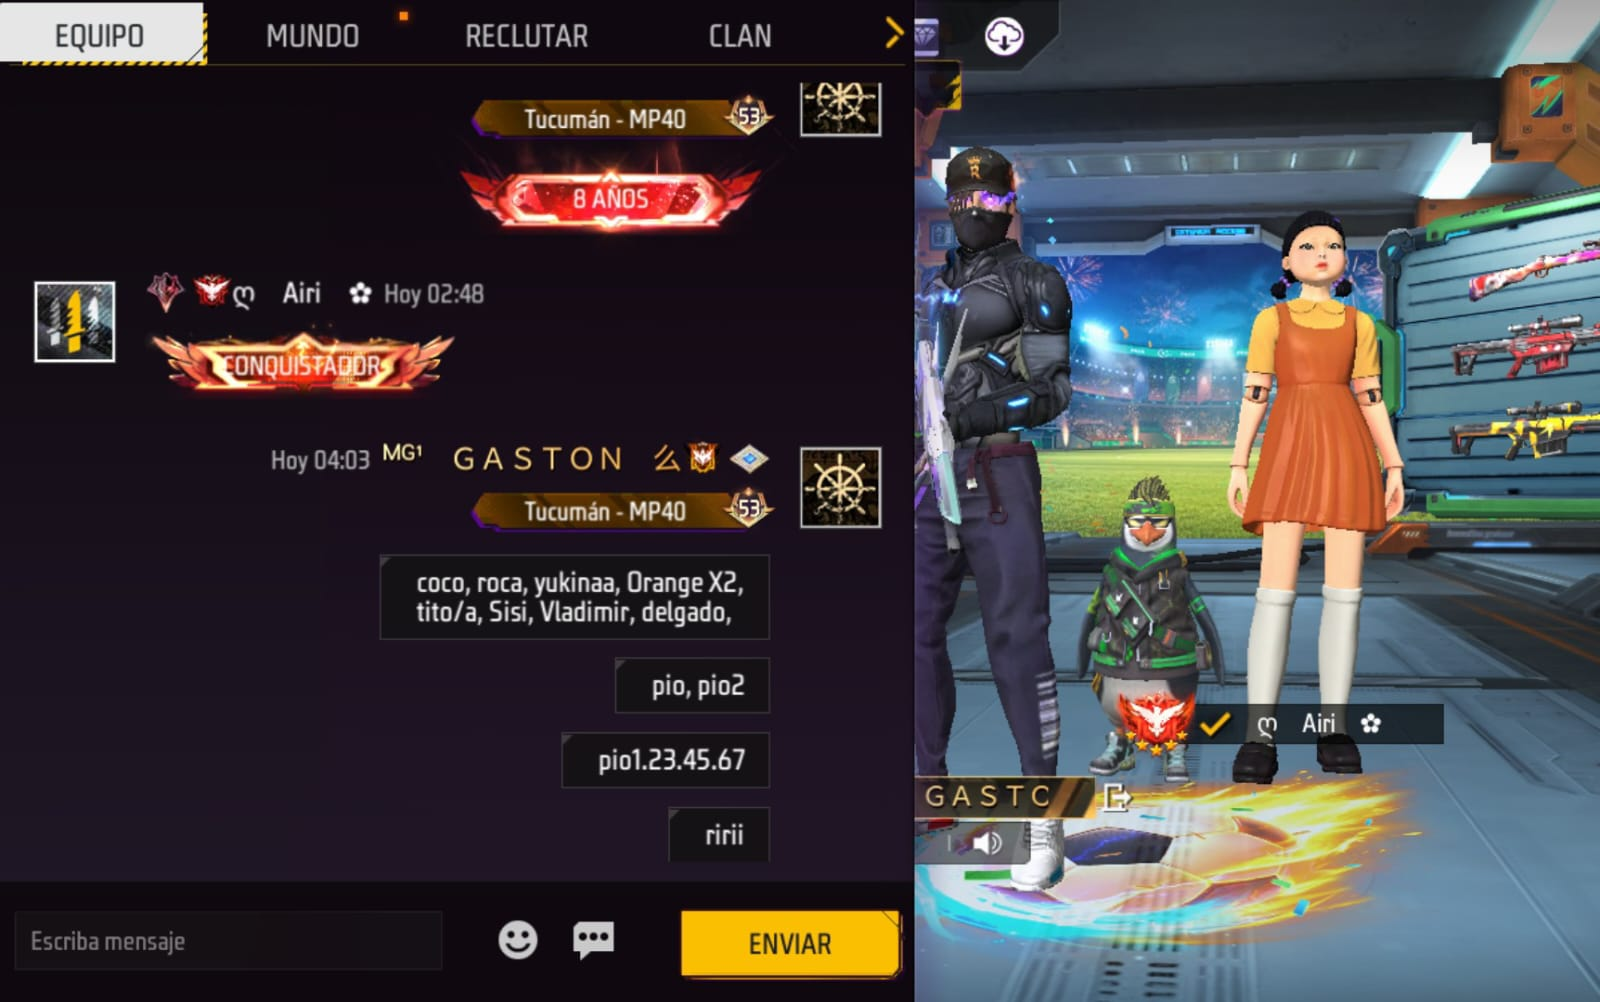 EQUIPO
MUNDO
RECLUTAR
CLAN
Tucumán - MP40
53
8 AÑOS
ღ Airi ✿ Hoy 02:48
CONQUISTADOR
Hoy 04:03 MG¹ GASTON 么
Tucumán - MP40
53
coco, roca, yukinaa, Orange X2,
tito/a, Sisi, Vladimir, delgado,
pio, pio2
pio1.23.45.67
ririi
Escriba mensaje
ENVIAR
R
ღ Airi ✿
GASTC